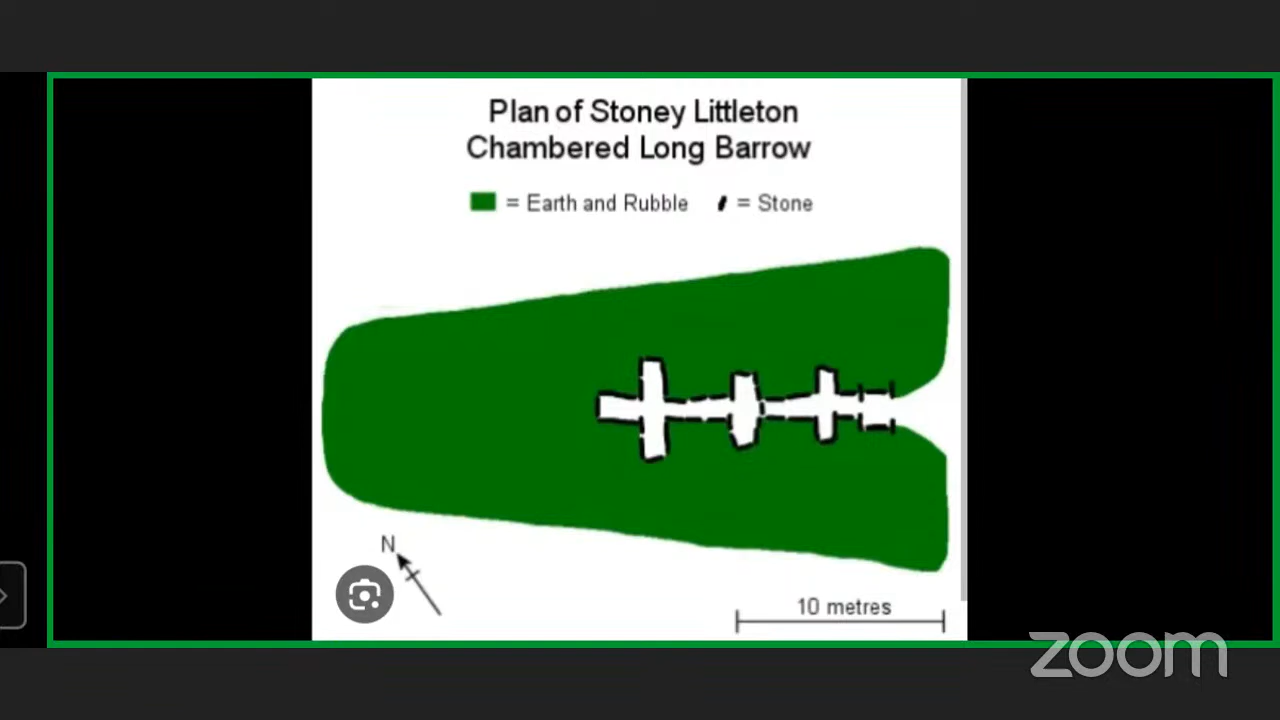 Plan of Stoney Littleton
Chambered Long Barrow
= Earth and Rubble = Stone
N
10 metres
zoom